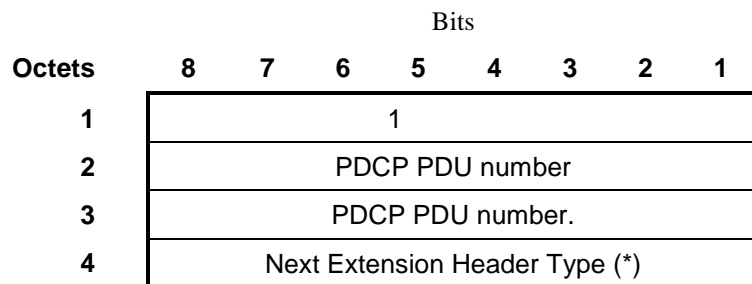 Bits
Octets 8 7 6 5 4 3 2 1
1 1
2 PDCP PDU number
3 PDCP PDU number.
4 Next Extension Header Type (*)